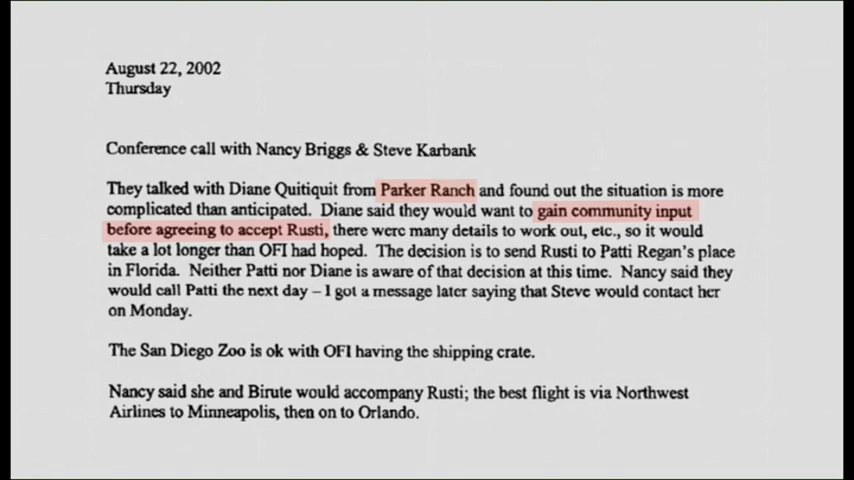 August 22, 2002
Thursday
Conference call with Nancy Briggs & Steve Karbank
They talked with Diane Quitiquit from Parker Ranch and found out the situation is more
complicated than anticipated. Diane said they would want to gain community input
before agreeing to accept Rusti, there were many details to work out, etc., so it would
take a lot longer than OFI had hoped. The decision is to send Rusti to Patti Regan's place
in Florida. Neither Patti nor Diane is aware of that decision at this time. Nancy said they
would call Patti the next day – I got a message later saying that Steve would contact her
on Monday.
The San Diego Zoo is ok with OFI having the shipping crate.
Nancy said she and Birute would accompany Rusti; the best flight is via Northwest
Airlines to Minneapolis, then on to Orlando.